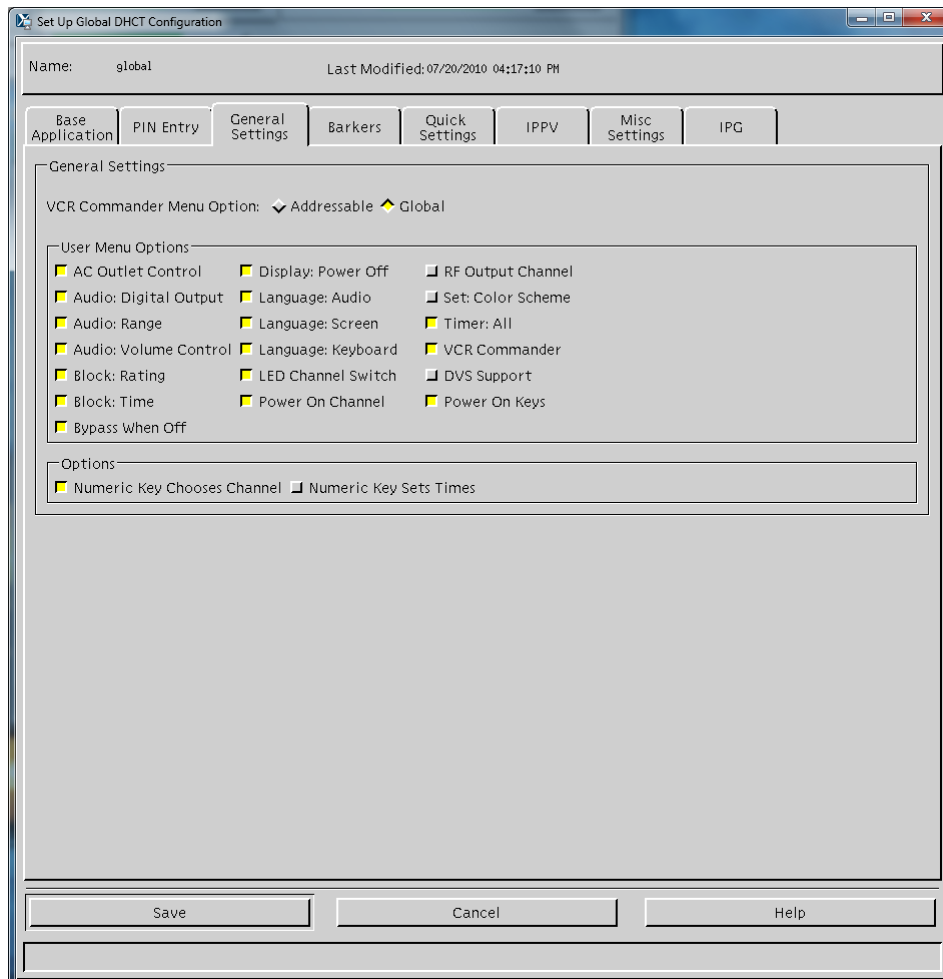 Set Up Global DHCT Configuration
Name: global Last Modified: 07/20/2010 04:17:10 PM
Base Application PIN Entry General Settings Barkers Quick Settings IPPV Misc Settings IPG
General Settings
VCR Commander Menu Option: Addressable Global
User Menu Options
AC Outlet Control Display: Power Off RF Output Channel
Audio: Digital Output Language: Audio Set: Color Scheme
Audio: Range Language: Screen Timer: All
Audio: Volume Control Language: Keyboard VCR Commander
Block: Rating LED Channel Switch DVS Support
Block: Time Power On Channel Power On Keys
Bypass When Off
Options
Numeric Key Chooses Channel Numeric Key Sets Times
Save Cancel Help